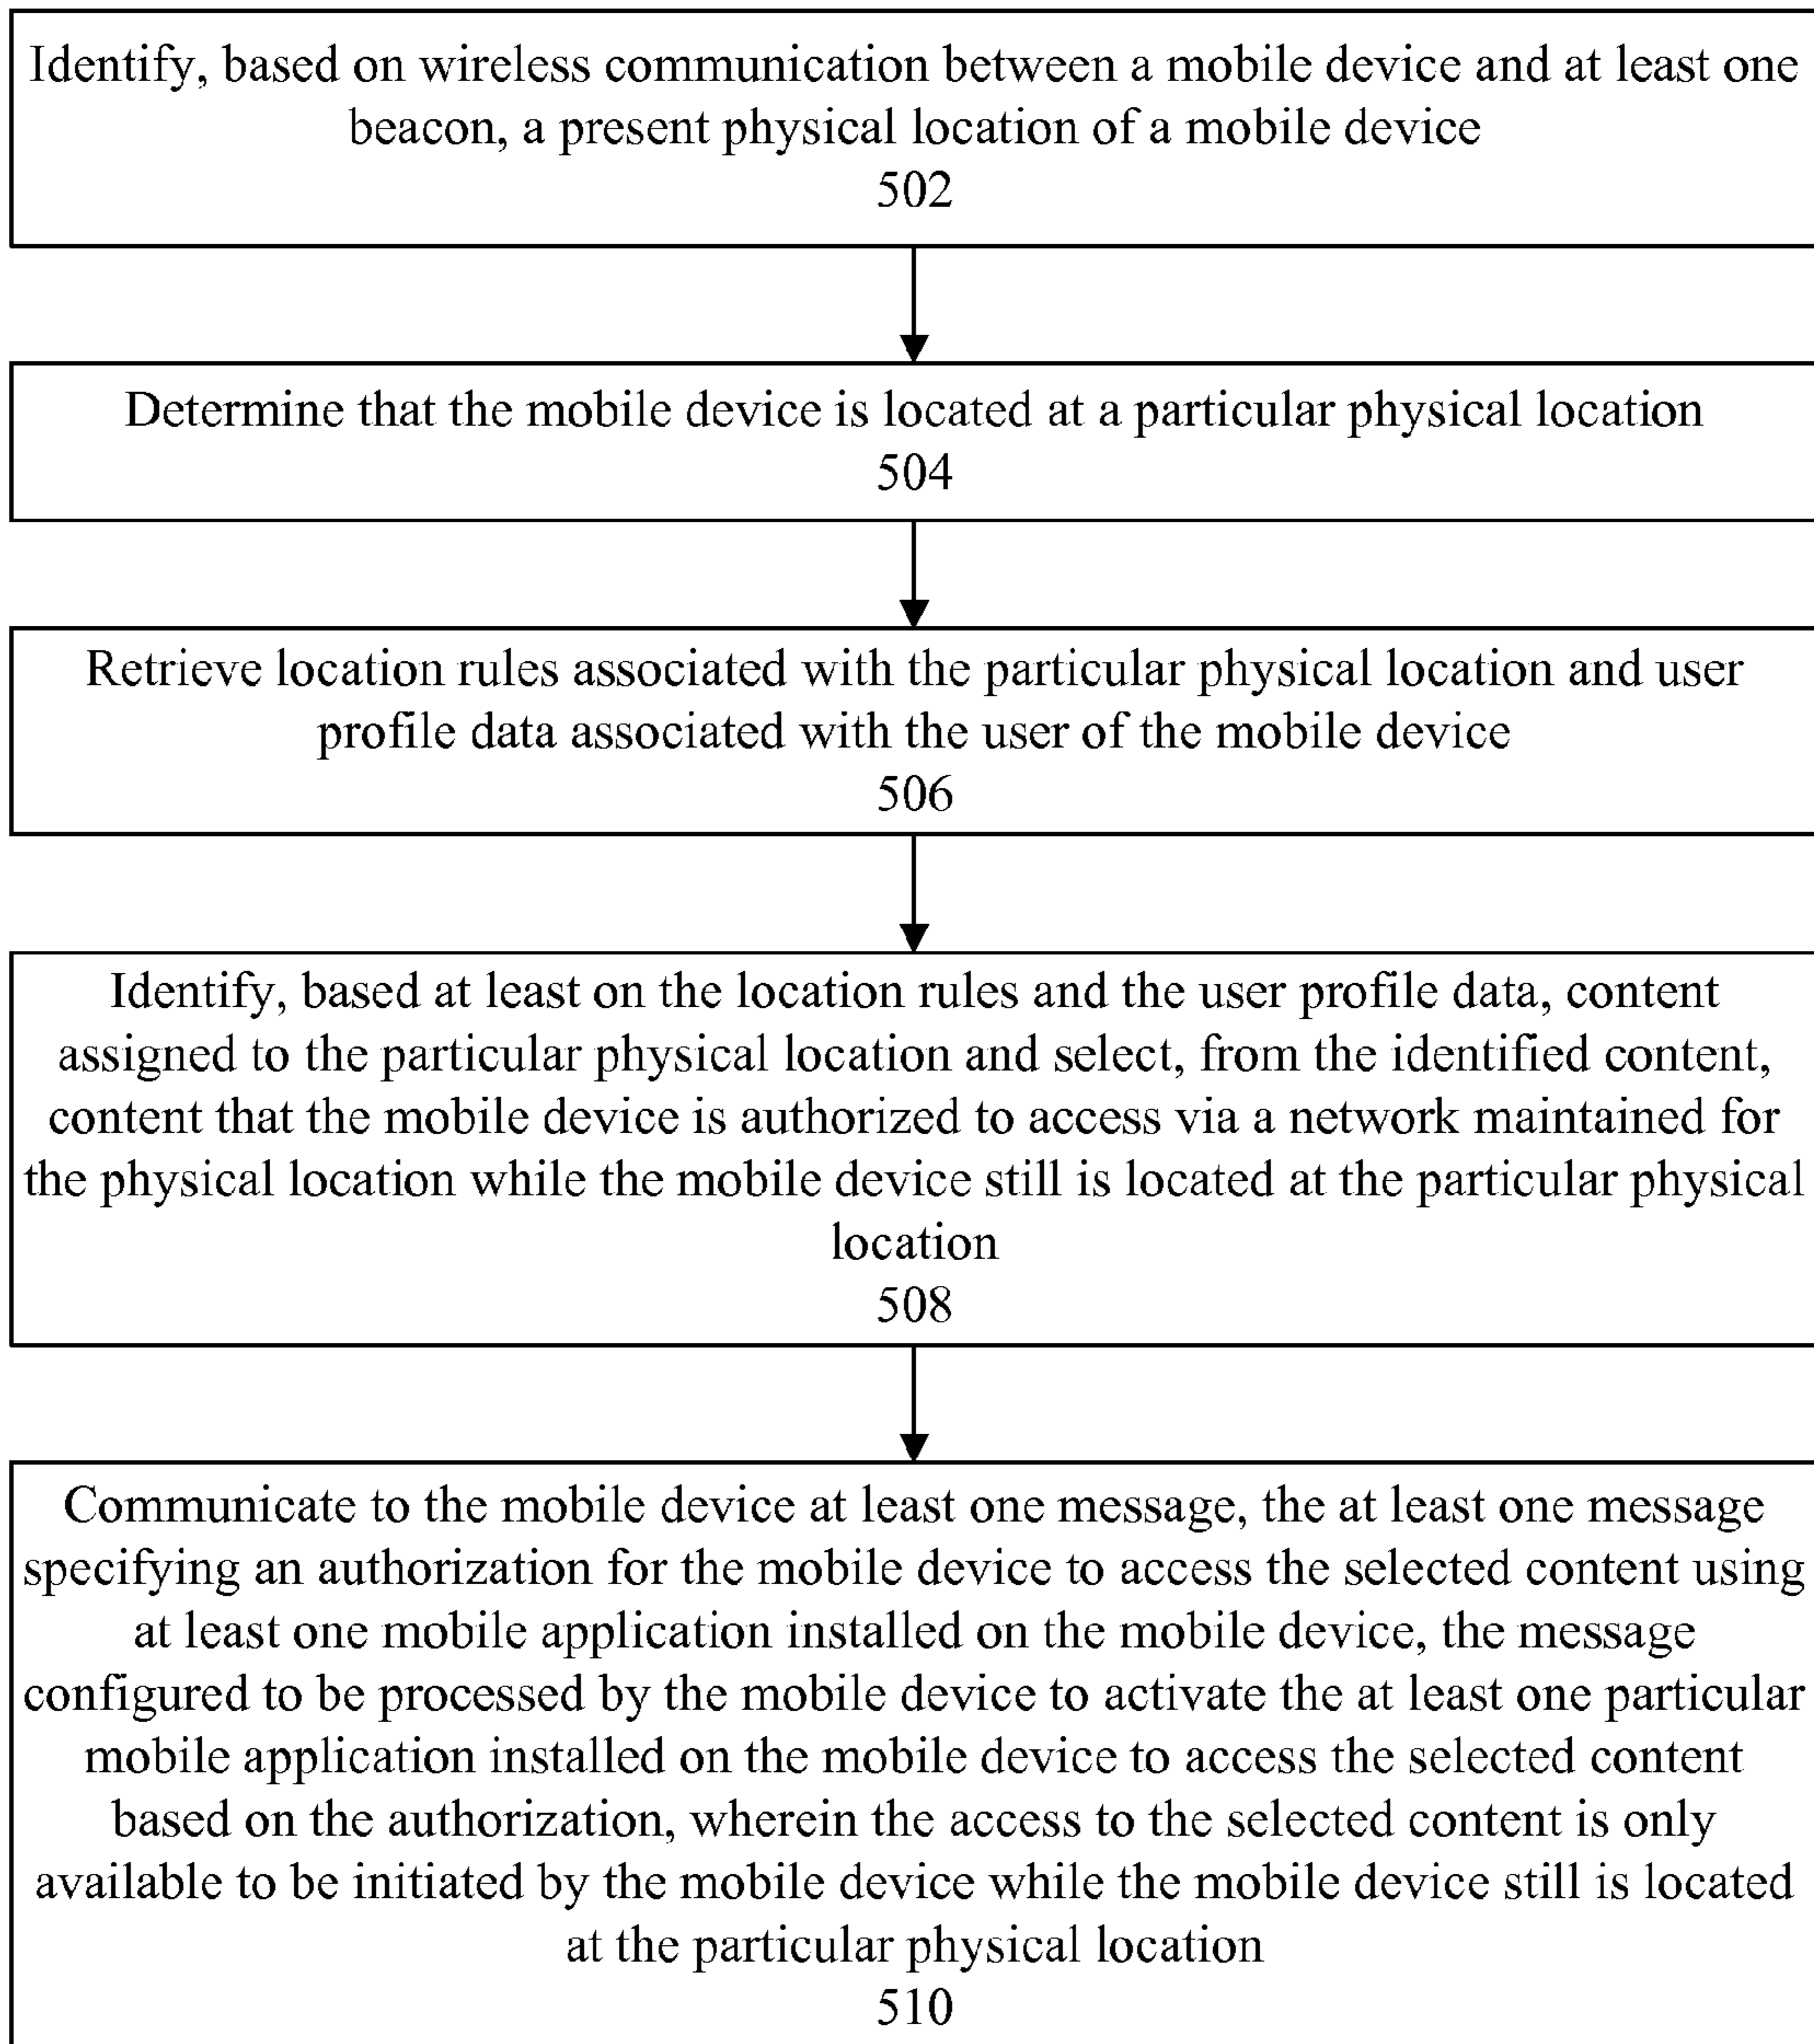 Identify, based on wireless communication between a mobile device and at least one
beacon, a present physical location of a mobile device
502
Determine that the mobile device is located at a particular physical location
504
Retrieve location rules associated with the particular physical location and user
profile data associated with the user of the mobile device
506
Identify, based at least on the location rules and the user profile data, content
assigned to the particular physical location and select, from the identified content,
content that the mobile device is authorized to access via a network maintained for
the physical location while the mobile device still is located at the particular physical
location
508
Communicate to the mobile device at least one message, the at least one message
specifying an authorization for the mobile device to access the selected content using
at least one mobile application installed on the mobile device, the message
configured to be processed by the mobile device to activate the at least one particular
mobile application installed on the mobile device to access the selected content
based on the authorization, wherein the access to the selected content is only
available to be initiated by the mobile device while the mobile device still is located
at the particular physical location
510